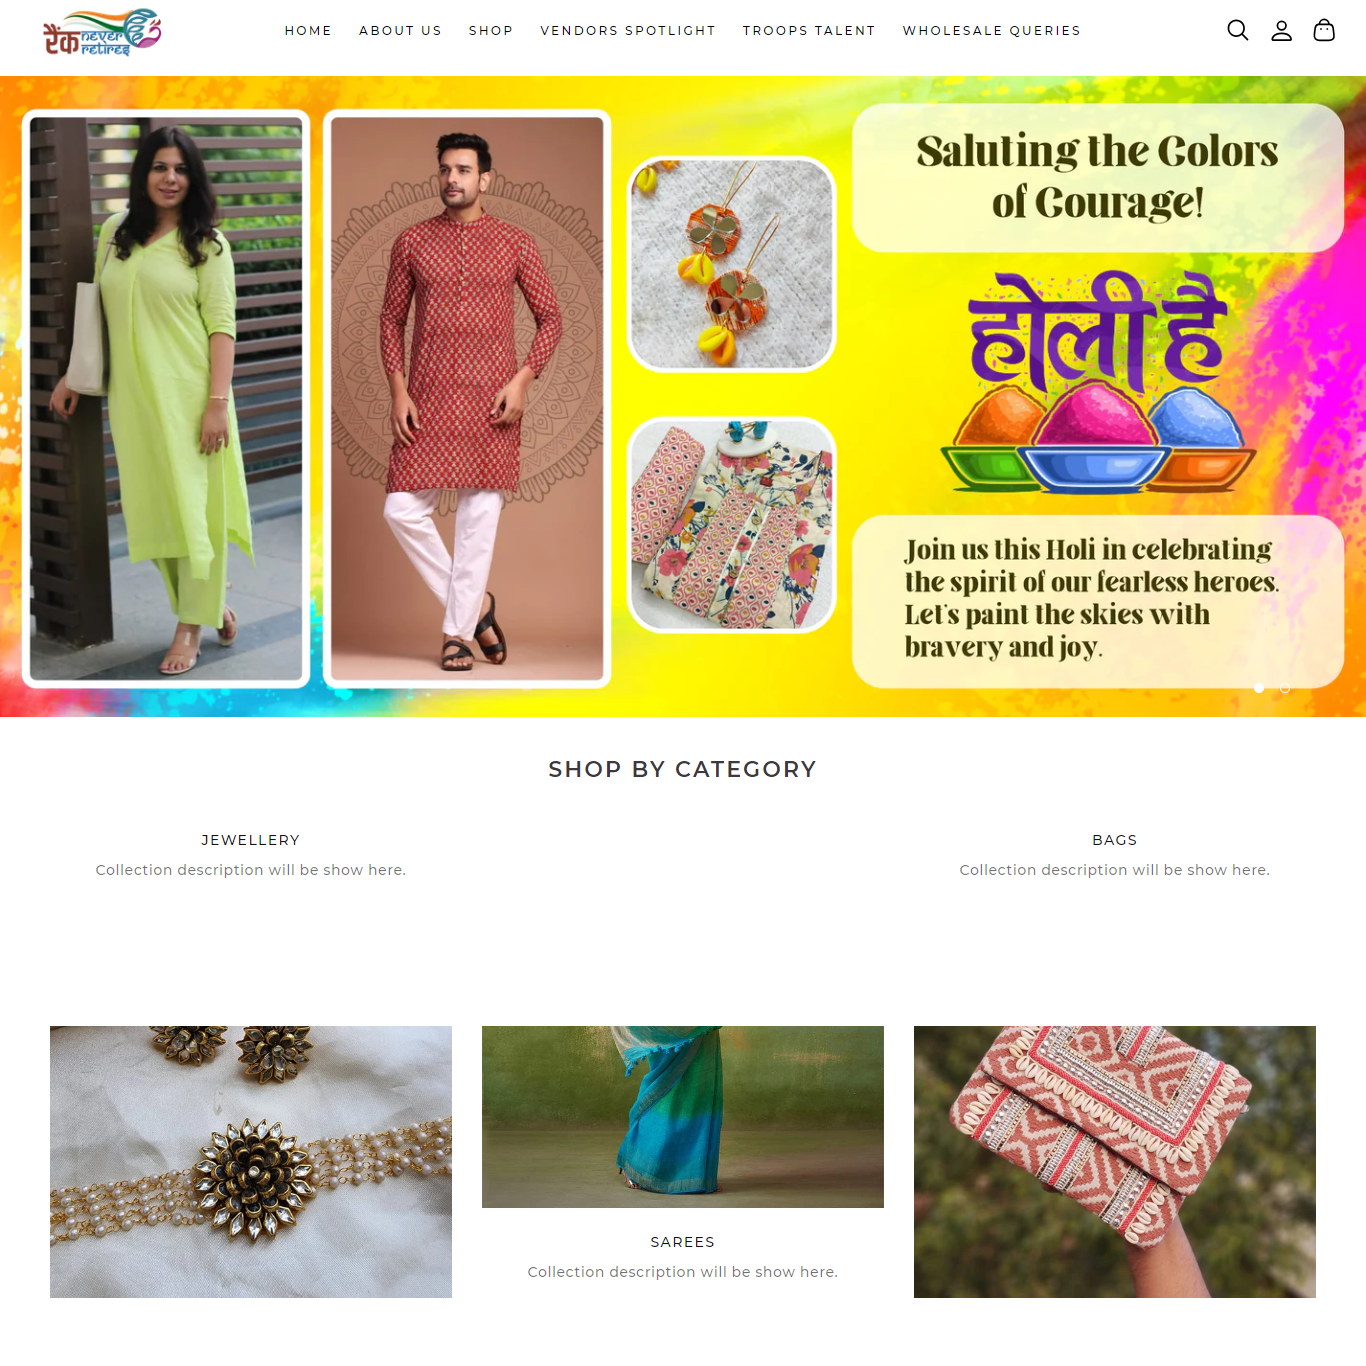 रैंक never
retires
HOME ABOUT US SHOP VENDORS SPOTLIGHT TROOPS TALENT WHOLESALE QUERIES
Saluting the Colors
of Courage!
होली है
Join us this Holi in celebrating
the spirit of our fearless heroes.
Let's paint the skies with
bravery and joy.
SHOP BY CATEGORY
JEWELLERY
Collection description will be show here.
BAGS
Collection description will be show here.
SAREES
Collection description will be show here.